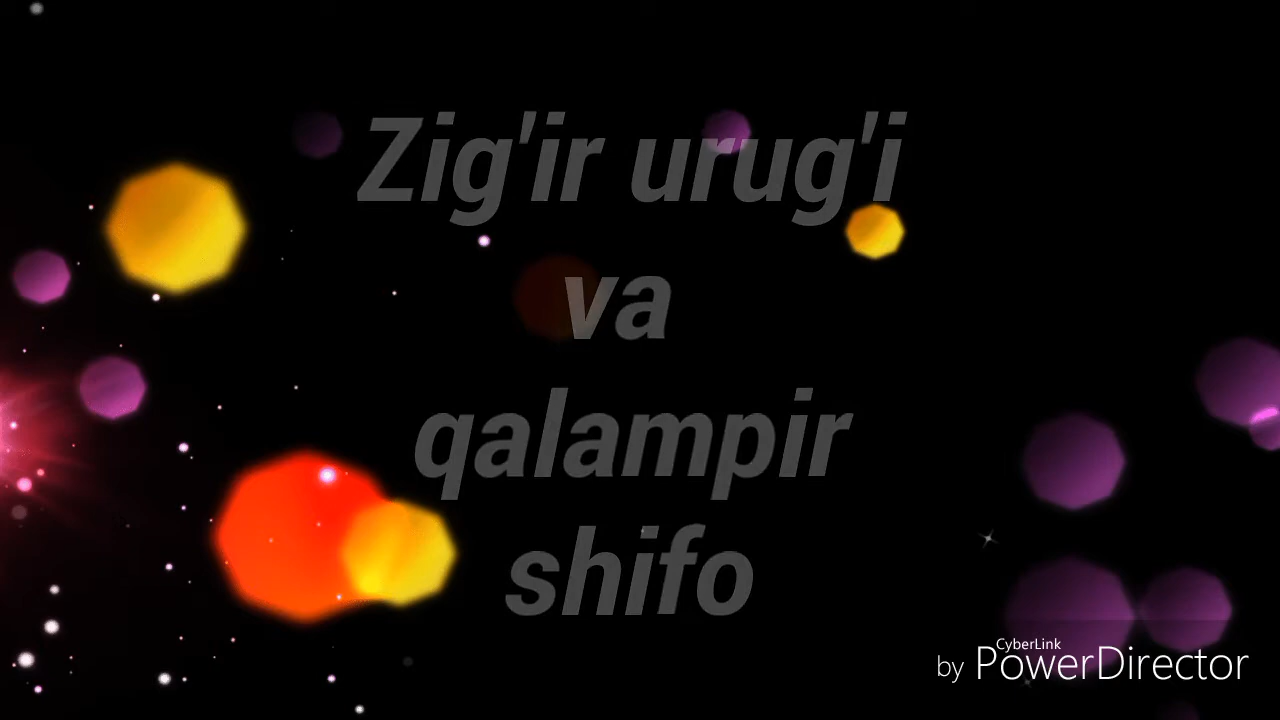 Zig'ir urug'i
va
qalampir
shifo
CyberLink
by PowerDirector